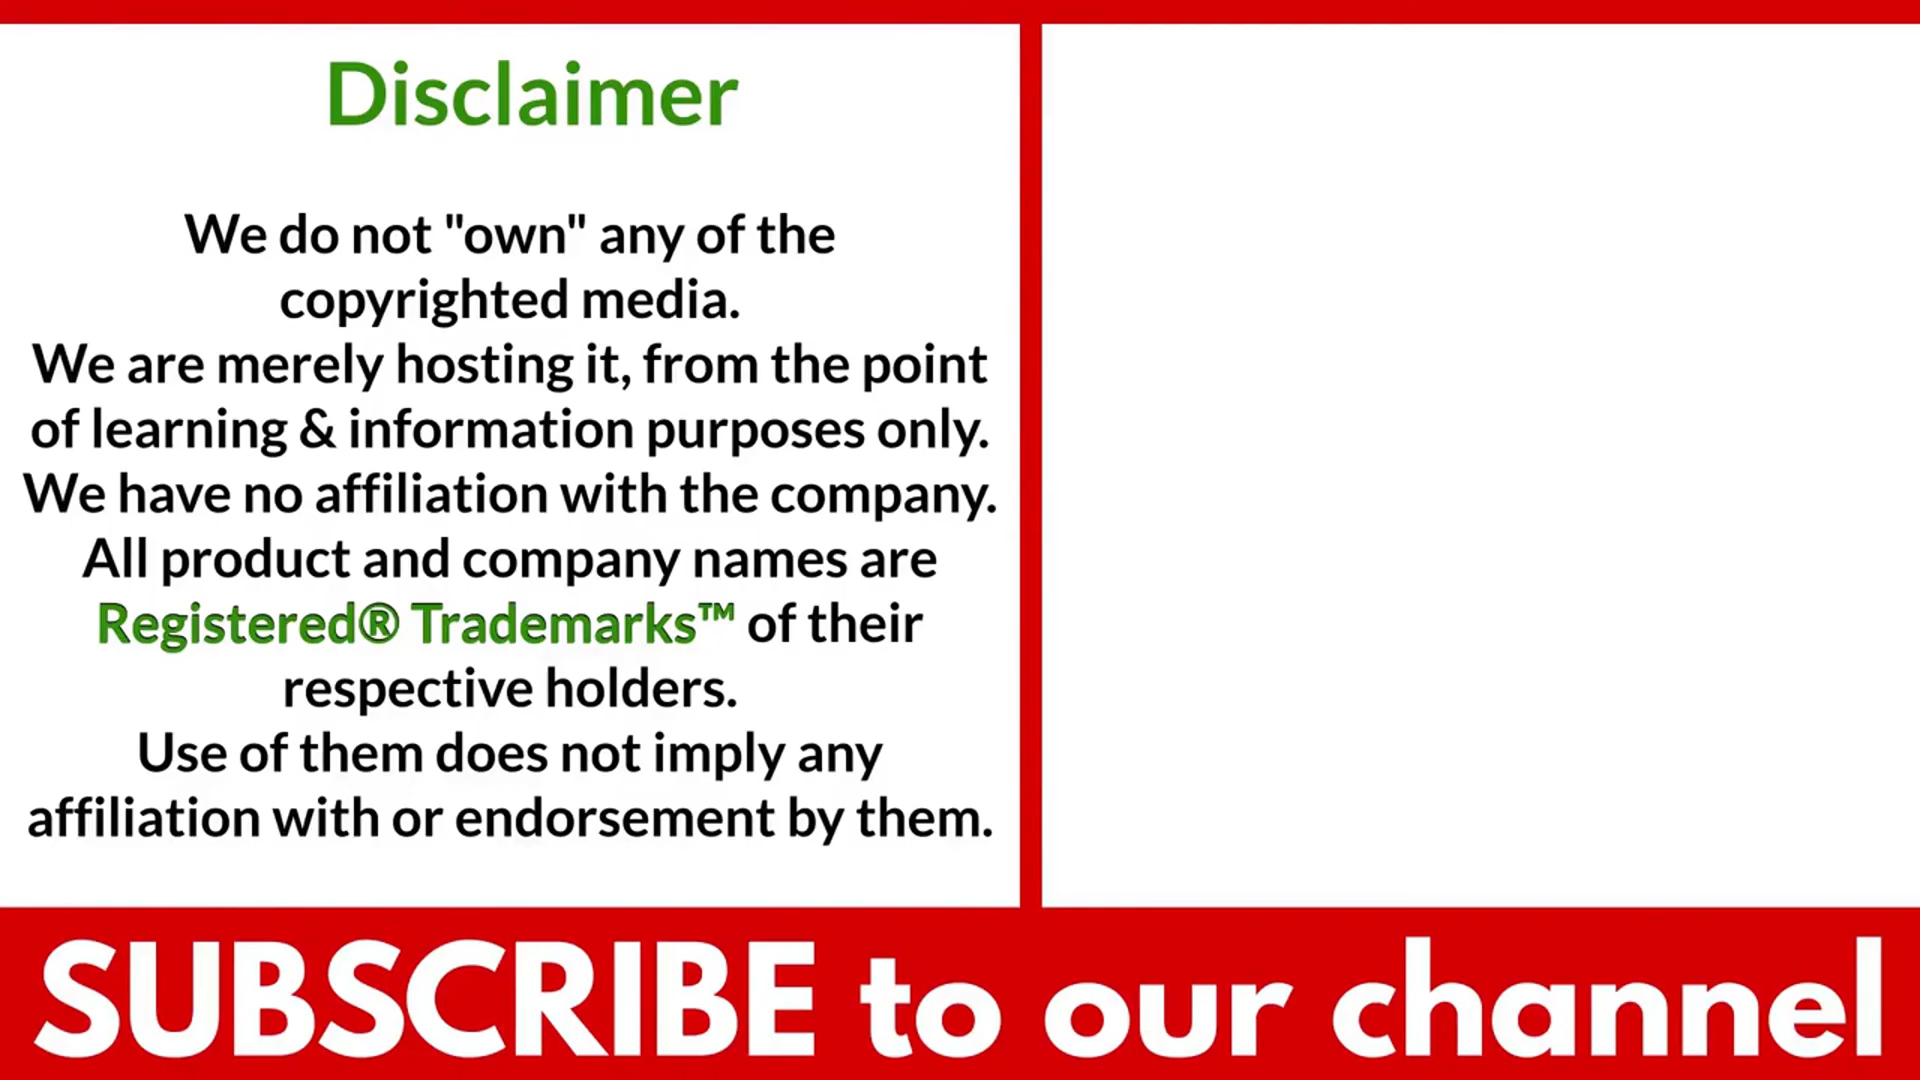 Disclaimer
We do not "own" any of the
copyrighted media.
We are merely hosting it, from the point
of learning & information purposes only.
We have no affiliation with the company.
All product and company names are
Registered® Trademarks™ of their
respective holders.
Use of them does not imply any
affiliation with or endorsement by them.
SUBSCRIBE to our channel